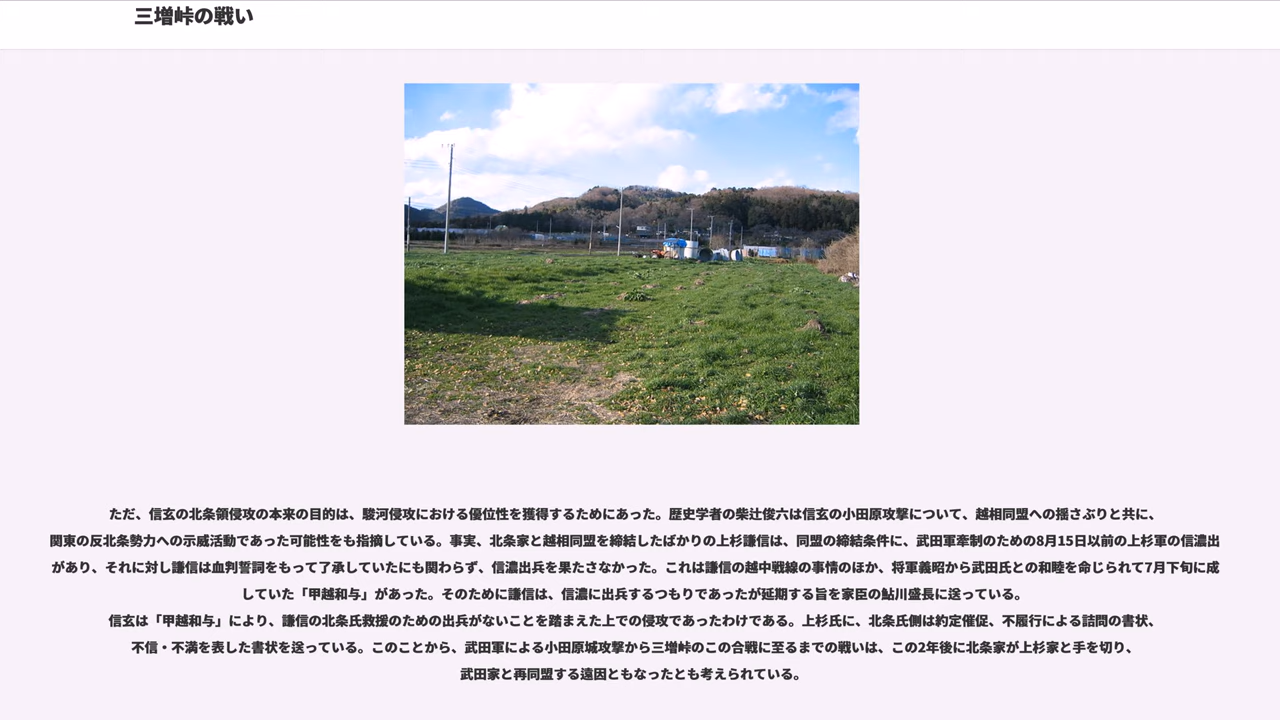 三増峠の戦い
ただ、信玄の北条領侵攻の本来の目的は、駿河侵攻における優位性を獲得するためにあった。歴史学者の柴辻俊六は信玄の小田原攻撃について、越相同盟への揺さぶりと共に、
関東の反北条勢力への示威活動であった可能性をも指摘している。事実、北条家と越相同盟を締結したばかりの上杉謙信は、同盟の締結条件に、武田軍牽制のための8月15日以前の上杉軍の信濃出
があり、それに対し謙信は血判誓詞をもって了承していたにも関わらず、信濃出兵を果たさなかった。これは謙信の越中戦線の事情のほか、将軍義昭から武田氏との和睦を命じられて7月下旬に成
していた「甲越和与」があった。そのために謙信は、信濃に出兵するつもりであったが延期する旨を家臣の鮎川盛長に送っている。
信玄は「甲越和与」により、謙信の北条氏救援のための出兵がないことを踏まえた上での侵攻であったわけである。上杉氏に、北条氏側は約定催促、不履行による詰問の書状、
不信・不満を表した書状を送っている。このことから、武田軍による小田原城攻撃から三増峠のこの合戦に至るまでの戦いは、この2年後に北条家が上杉家と手を切り、
武田家と再同盟する遠因ともなったとも考えられている。